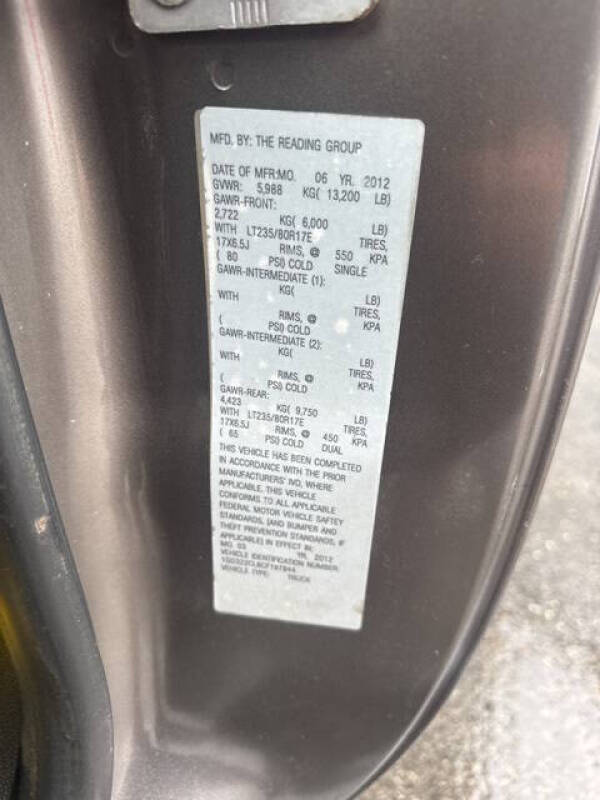 MFD. BY: THE READING GROUP
DATE OF MFR:MO. 06 YR. 2012
GVWR: 5,988 KG( 13,200 LB)
GAWR-FRONT:
2,722 KG( 6,000 LB)
WITH LT235/80R17E TIRES,
17X6.5J RIMS, @ 550 KPA
( 80 PSI) COLD SINGLE
GAWR-INTERMEDIATE (1):
KG( LB)
WITH TIRES,
RIMS, @ KPA
( PSI) COLD
GAWR-INTERMEDIATE (2):
KG( LB)
WITH TIRES,
RIMS, @ KPA
( PSI) COLD
GAWR-REAR:
4,423 KG( 9,750 LB)
WITH LT235/80R17E TIRES,
17X6.5J RIMS, @ 450 KPA
( 65 PSI) COLD DUAL
THIS VEHICLE HAS BEEN COMPLETED
IN ACCORDANCE WITH THE PRIOR
MANUFACTURERS' IVD, WHERE
APPLICABLE. THIS VEHICLE
CONFORMS TO ALL APPLICABLE
FEDERAL MOTOR VEHICLE SAFTEY
STANDARDS, [AND BUMPER AND
THEFT PREVENTION STANDARDS, IF
APPLICABLE] IN EFFECT IN:
MO. 03 YR. 2012
VEHICLE IDENTIFICATION NUMBER:
VEHICLE TYPE: TRUCK